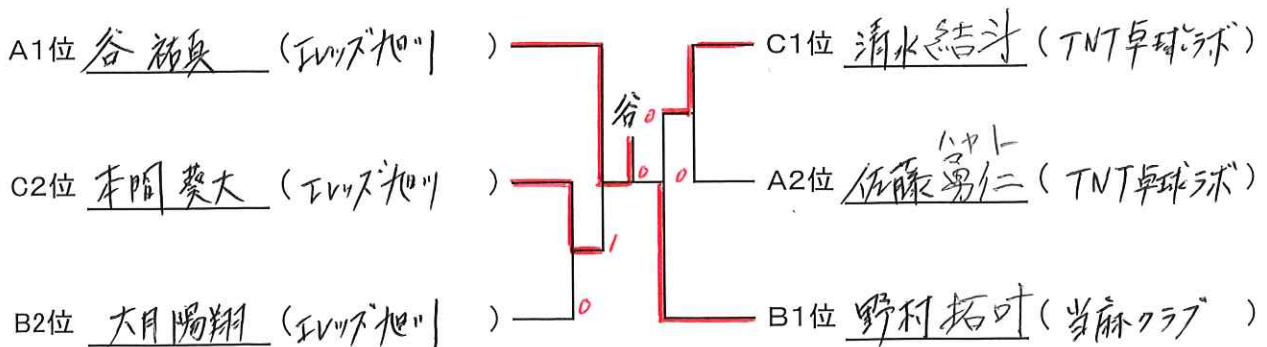 A1位 谷 祐真 (エレッズ旭川)
C1位 清水結斗 (TNT卓球ラボ)
谷 0
ハヤト
0 0
C2位 本間葵大 (エレッズ旭川)
A2位 佐藤勇仁 (TNT卓球ラボ)
1
0
B2位 大月陽翔 (エレッズ旭川)
B1位 野村拓叶 (当麻クラブ)